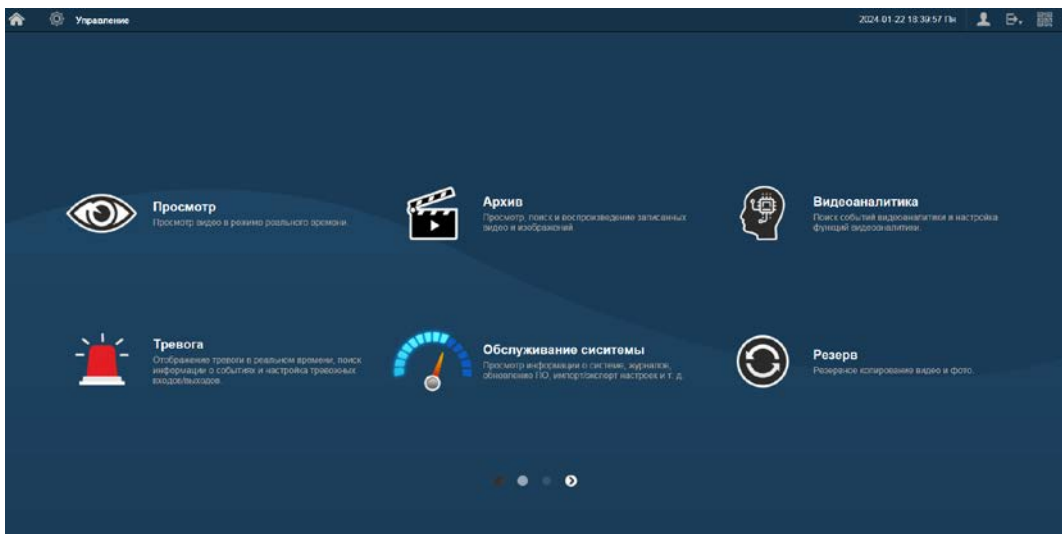 Управление
2024-01-22 18:39:57 Пн
Просмотр
Просмотр видео в режиме реального времени.
Архив
Просмотр, поиск и воспроизведение записанных
видео и изображений
Видеоаналитика
Поиск событий видеоаналитики и настройка
функций видеоаналитики.
Тревога
Отображение тревоги в реальном времени, поиск
информации о событиях и настройка тревожных
входов/выходов.
Обслуживание сиситемы
Просмотр информации о системе, журналов,
обновление ПО, импорт/экспорт настроек и т. д.
Резерв
Резервное копирование видео и фото.